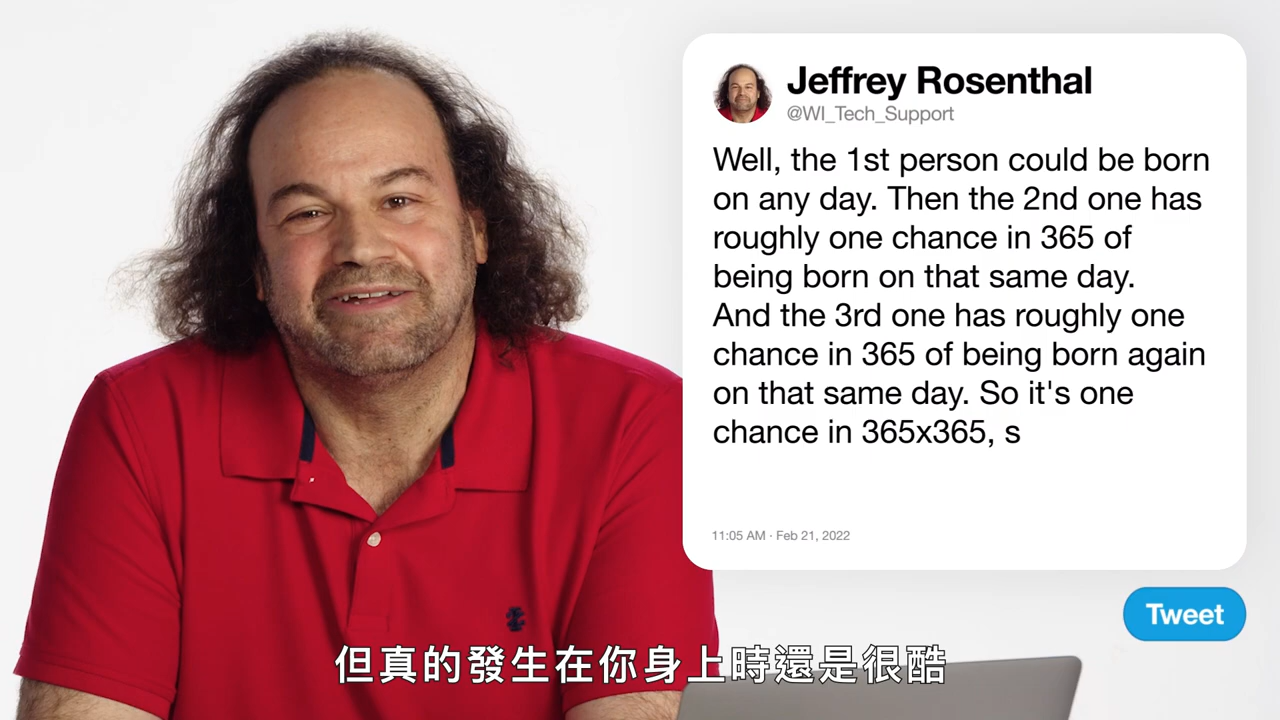 Jeffrey Rosenthal
@WI_Tech_Support
Well, the 1st person could be born
on any day. Then the 2nd one has
roughly one chance in 365 of
being born on that same day.
And the 3rd one has roughly one
chance in 365 of being born again
on that same day. So it's one
chance in 365x365, s
11:05 AM · Feb 21, 2022
Tweet
但真的發生在你身上時還是很酷